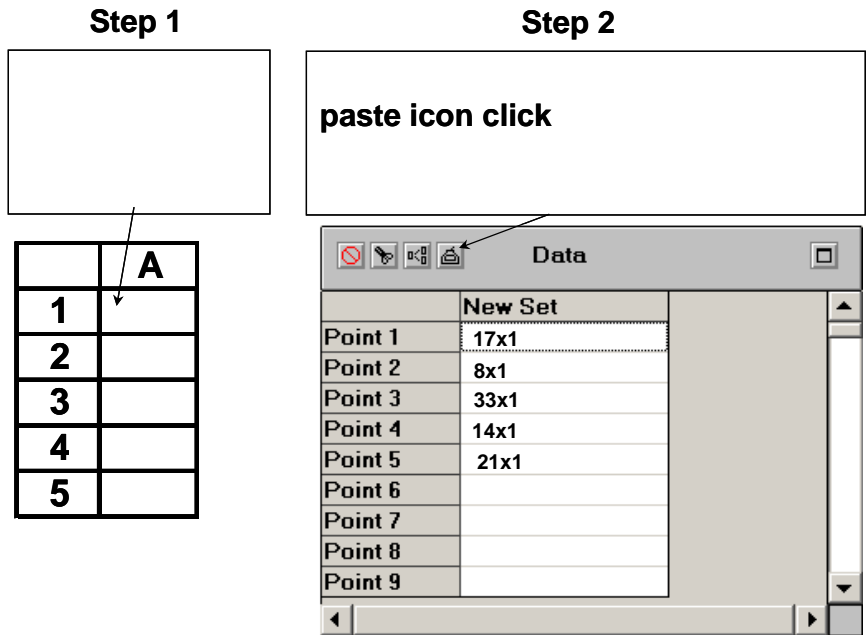 Step 1
Step 2
paste icon click
A
1
2
3
4
5
Data
New Set
Point 1 17x1
Point 2 8x1
Point 3 33x1
Point 4 14x1
Point 5 21x1
Point 6
Point 7
Point 8
Point 9